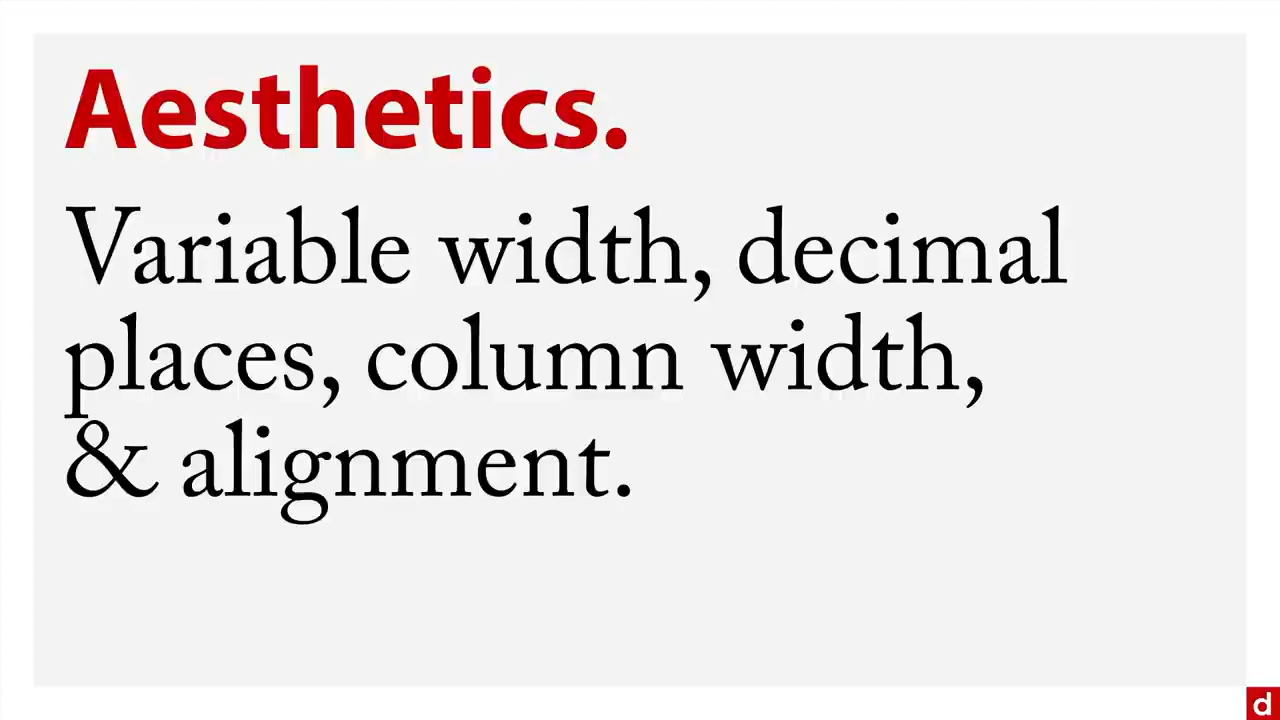 Aesthetics.
Variable width, decimal
places, column width,
& alignment.
d